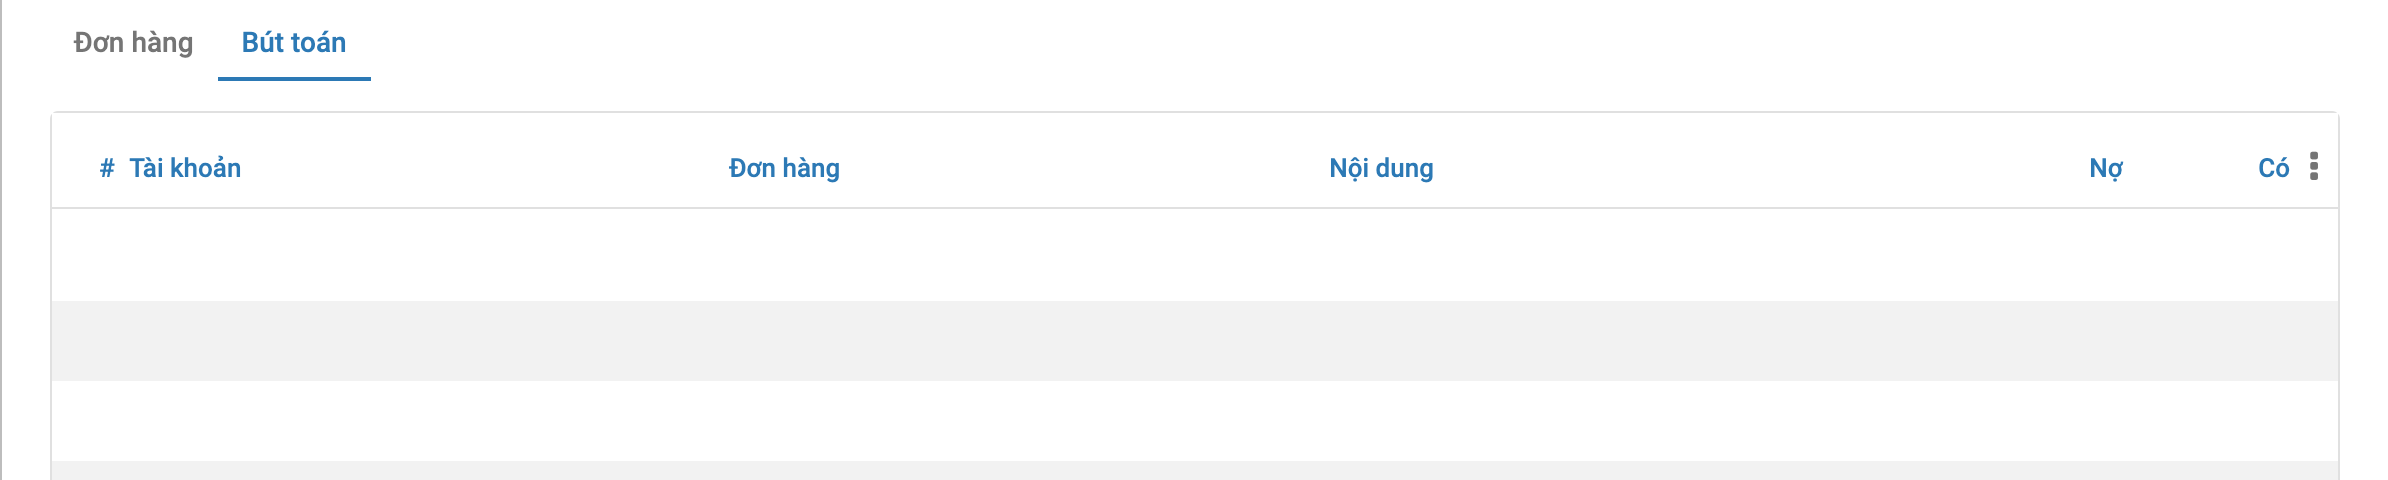 Đơn hàng Bút toán
# Tài khoản Đơn hàng Nội dung Nợ Có